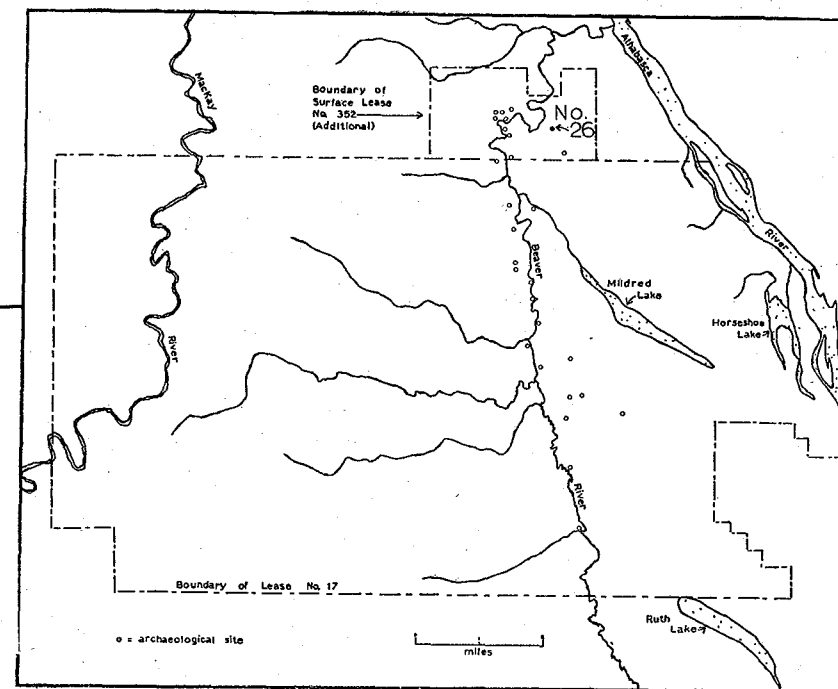 Athabasca
MacKay
Boundary of
Surface Lease
No. 352
(Additional)
No.
26
River
Beaver
Mildred
Lake
Horseshoe
Lake
River
River
Boundary of Lease No. 17
o = archaeological site
miles
Ruth
Lake